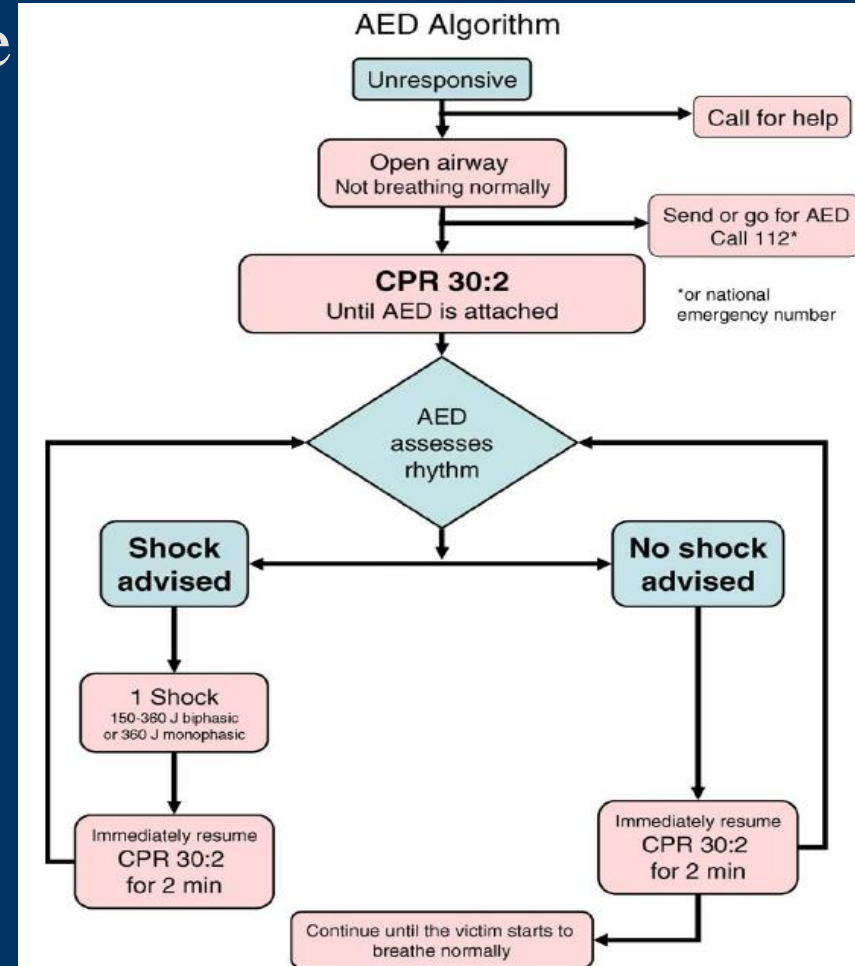 e
AED Algorithm
Unresponsive
Call for help
Open airway
Not breathing normally
Send or go for AED
Call 112*
CPR 30:2
Until AED is attached
*or national
emergency number
AED
assesses
rhythm
Shock
advised
No shock
advised
1 Shock
150-360 J biphasic
or 360 J monophasic
Immediately resume
CPR 30:2
for 2 min
Immediately resume
CPR 30:2
for 2 min
Continue until the victim starts to
breathe normally